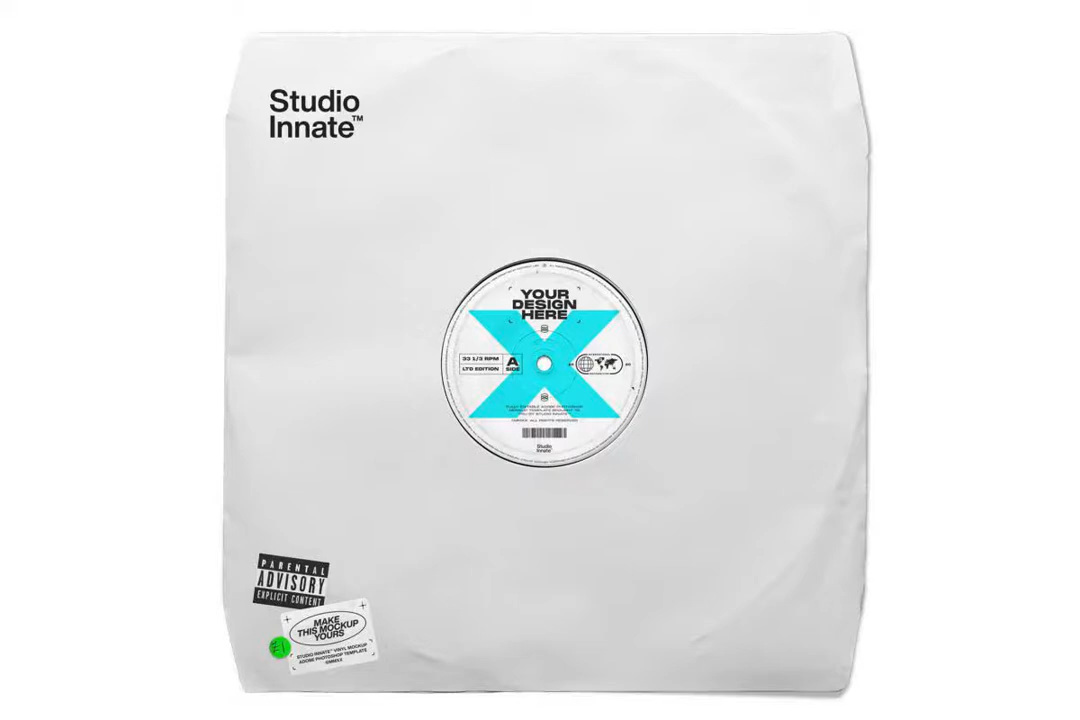 Studio
Innate™
YOUR
DESIGN
HERE
33 1/3 RPM
LTD EDITION
A
SIDE
Studio
Innate
PARENTAL
ADVISORY
EXPLICIT CONTENT
MAKE
THIS MOCKUP
YOURS
STUDIO INNATE™ VINYL MOCKUP
ADOBE PHOTOSHOP TEMPLATE